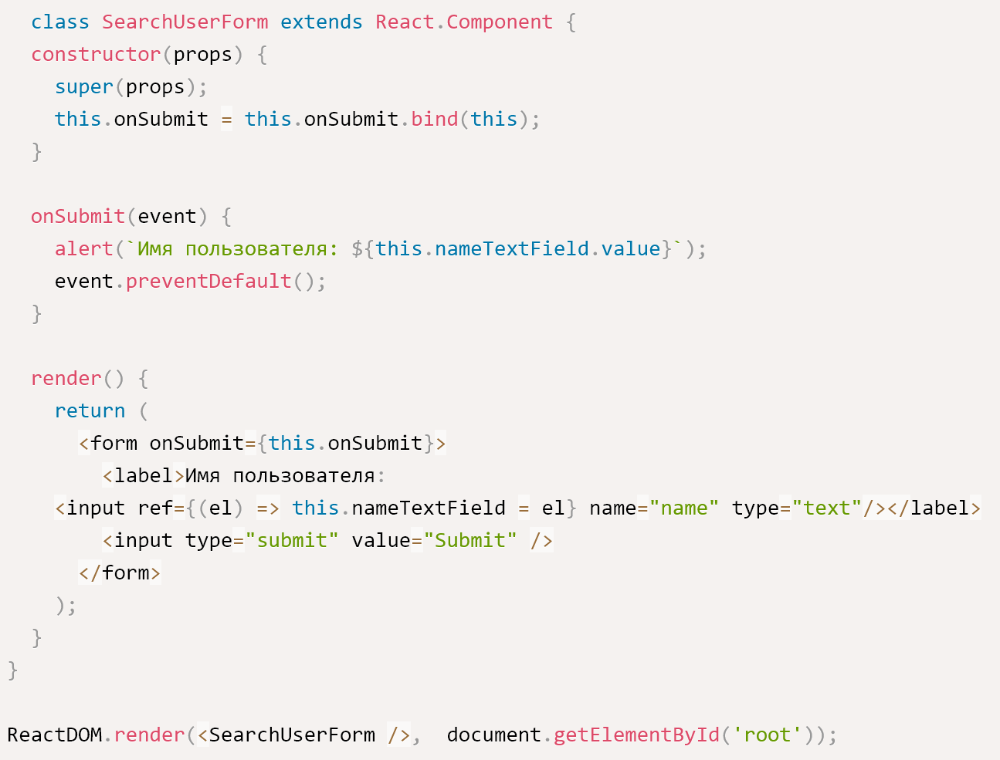 class SearchUserForm extends React.Component {
constructor(props) {
super(props);
this.onSubmit = this.onSubmit.bind(this);
}
onSubmit(event) {
alert(`Имя пользователя: ${this.nameTextField.value}`);
event.preventDefault();
}
render() {
return (
<form onSubmit={this.onSubmit}>
<label>Имя пользователя:
<input ref={(el) => this.nameTextField = el} name="name" type="text"/></label>
<input type="submit" value="Submit" />
</form>
);
}
}
ReactDOM.render(<SearchUserForm />,  document.getElementById('root'));